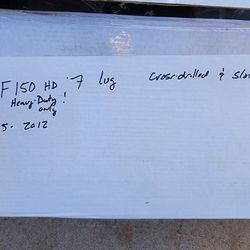 F150 HD 7 lug
Heavy Duty !
only
5. 2012
Cross-drilled & Slo